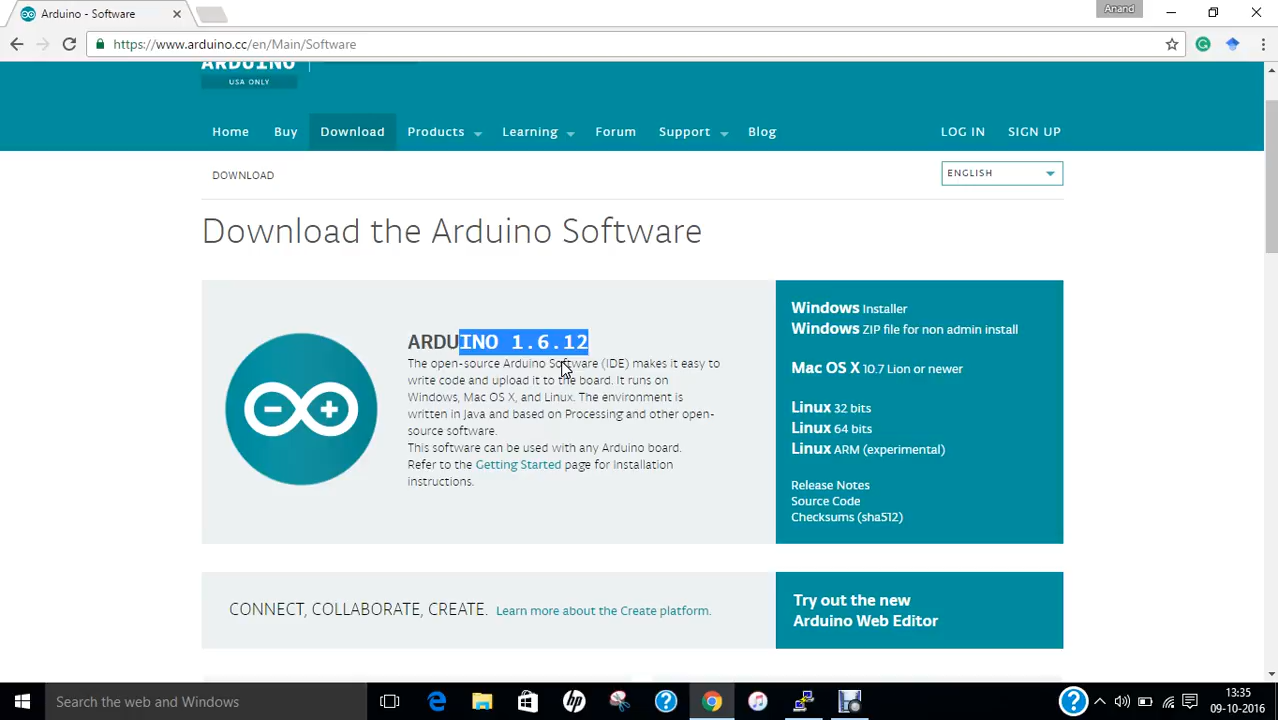 Arduino - Software
Anand
https://www.arduino.cc/en/Main/Software
ARDUINO
USA ONLY
Home Buy Download Products Learning Forum Support Blog LOG IN SIGN UP
DOWNLOAD
ENGLISH
Download the Arduino Software
ARDUINO 1.6.12
The open-source Arduino Software (IDE) makes it easy to
write code and upload it to the board. It runs on
Windows, Mac OS X, and Linux. The environment is
written in Java and based on Processing and other open-
source software.
This software can be used with any Arduino board.
Refer to the Getting Started page for Installation
instructions.
Windows Installer
Windows ZIP file for non admin install
Mac OS X 10.7 Lion or newer
Linux 32 bits
Linux 64 bits
Linux ARM (experimental)
Release Notes
Source Code
Checksums (sha512)
CONNECT, COLLABORATE, CREATE. Learn more about the Create platform.
Try out the new
Arduino Web Editor
Search the web and Windows
13:35
09-10-2016